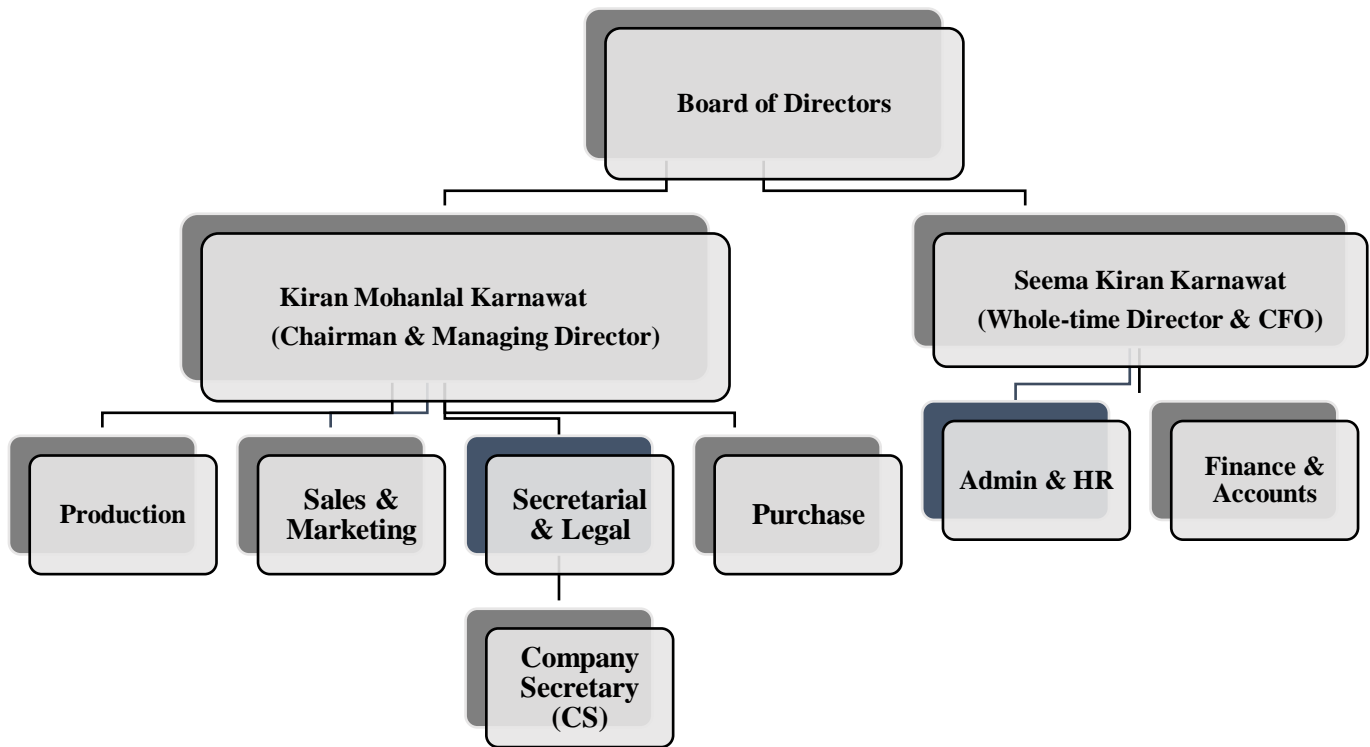 Board of Directors
Kiran Mohanlal Karnawat
(Chairman & Managing Director)
Seema Kiran Karnawat
(Whole-time Director & CFO)
Production
Sales &
Marketing
Secretarial
& Legal
Purchase
Admin & HR
Finance &
Accounts
Company
Secretary
(CS)